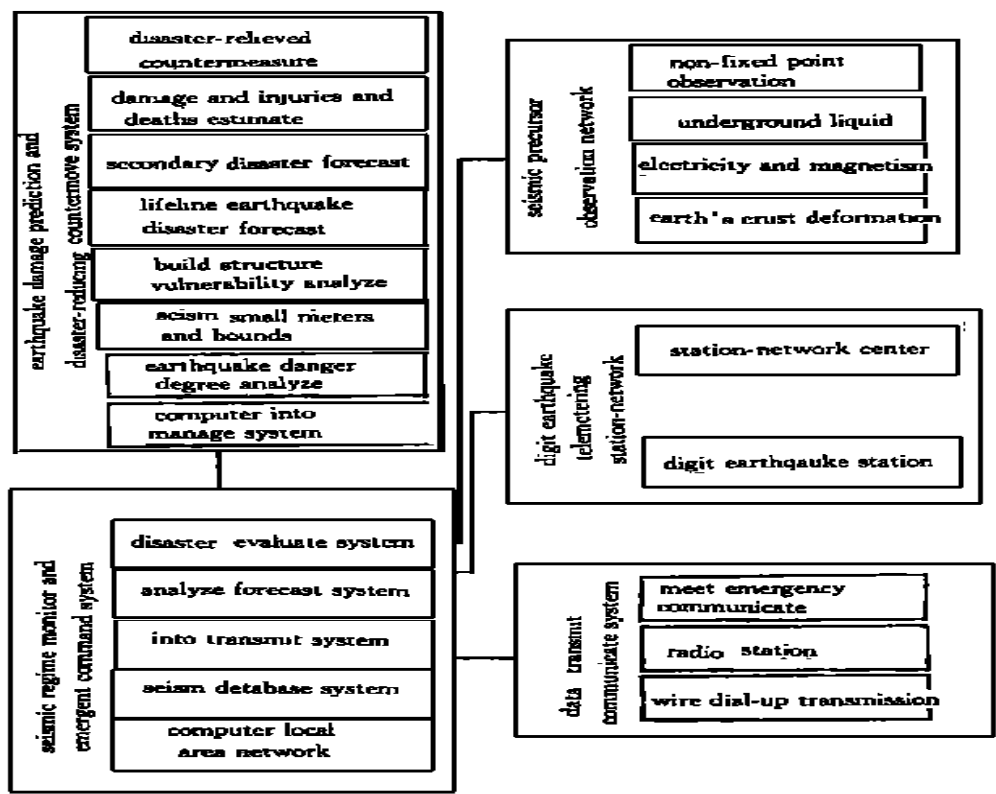 earthquake damage prediction and
disaster-reducing countermove system
disaster-relieved
countermeasure
damage and injuries and
deaths estimate
secondary disaster forecast
lifeline earthquake
disaster forecast
build structure
vulnerability analyze
seism small meters
and bounds
earthquake danger
degree analyze
computer into
manage system
seismic regime monitor and
emergent command system
disaster evaluate system
analyze forecast system
into transmit system
seism database system
computer local
area network
seismic precursor
observation network
non-fixed point
observation
underground liquid
electricity and magnetism
earth's crust deformation
digit earthquake
telemetering
station-network
station-network center
digit earthqauke station
data transmit
communicate system
meet emergency
communicate
radio station
wire dial-up transmission